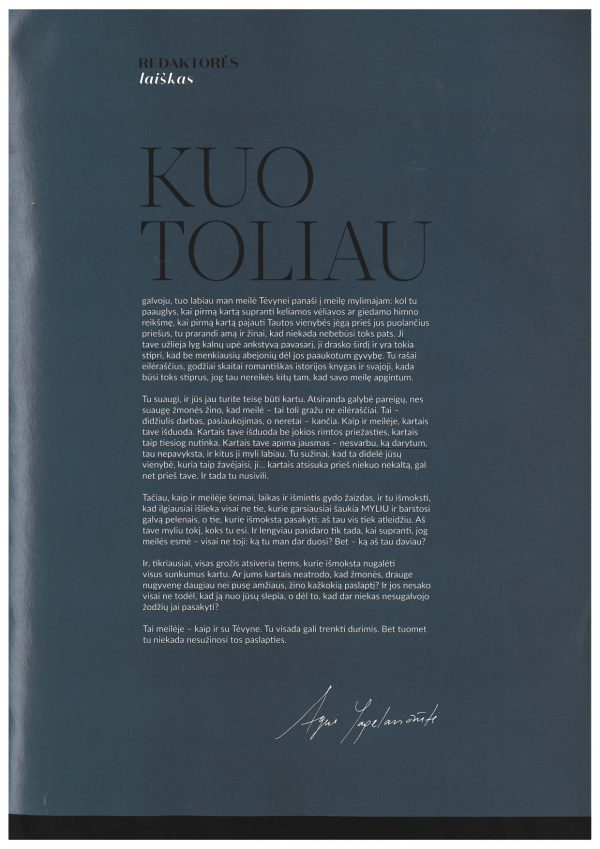 REDAKTORĖS
laiškas
KUO
TOLIAU
galvoju, tuo labiau man meilė Tėvynei panaši į meilę mylimajam: kol tu
paauglys, kai pirmą kartą supranti keliamos vėliavos ar giedamo himno
reikšmę, kai pirmą kartą pajauti Tautos vienybės jėgą prieš jus puolančius
priešus, tu prarandi amą ir žinai, kad niekada nebebūsi toks pats. Ji
tave užlieja lyg kalnų upė ankstyvą pavasarį, ji drasko širdį ir yra tokia
stipri, kad be menkiausių abejonių dėl jos paaukotum gyvybę. Tu rašai
eilėraščius, godžiai skaitai romantiškas istorijos knygas ir svajoji, kada
būsi toks stiprus, jog tau nereikės kitų tam, kad savo meilę apgintum.
Tu suaugi, ir jūs jau turite teisę būti kartu. Atsiranda galybė pareigų, nes
suaugę žmonės žino, kad meilė – tai toli gražu ne eilėraščiai. Tai –
didžiulis darbas, pasiaukojimas, o neretai – kančia. Kaip ir meilėje, kartais
tave išduoda. Kartais tave išduoda be jokios rimtos priežasties, kartais
taip tiesiog nutinka. Kartais tave apima jausmas – nesvarbu, ką darytum,
tau nepavyksta, ir kitus ji myli labiau. Tu sužinai, kad ta didelė jūsų
vienybė, kuria taip žavėjaisi, ji... kartais atsisuka prieš niekuo nekaltą, gal
net prieš tave. Ir tada tu nusivili.
Tačiau, kaip ir meilėje šeimai, laikas ir išmintis gydo žaizdas, ir tu išmoksti,
kad ilgiausiai išlieka visai ne tie, kurie garsiausiai šaukia MYLIU ir barstosi
galvą pelenais, o tie, kurie išmoksta pasakyti: aš tau vis tiek atleidžiu. Aš
tave myliu tokį, koks tu esi. Ir lengviau pasidaro tik tada, kai supranti, jog
meilės esmė – visai ne toji: ką tu man dar duosi? Bet – ką aš tau daviau?
Ir, tikriausiai, visas grožis atsiveria tiems, kurie išmoksta nugalėti
visus sunkumus kartu. Ar jums kartais neatrodo, kad žmonės, drauge
nugyvenę daugiau nei pusę amžiaus, žino kažkokią paslaptį? Ir jos nesako
visai ne todėl, kad ją nuo jūsų slepia, o dėl to, kad dar niekas nesugalvojo
žodžių jai pasakyti?
Tai meilėje – kaip ir su Tėvyne. Tu visada gali trenkti durimis. Bet tuomet
tu niekada nesužinosi tos paslapties.